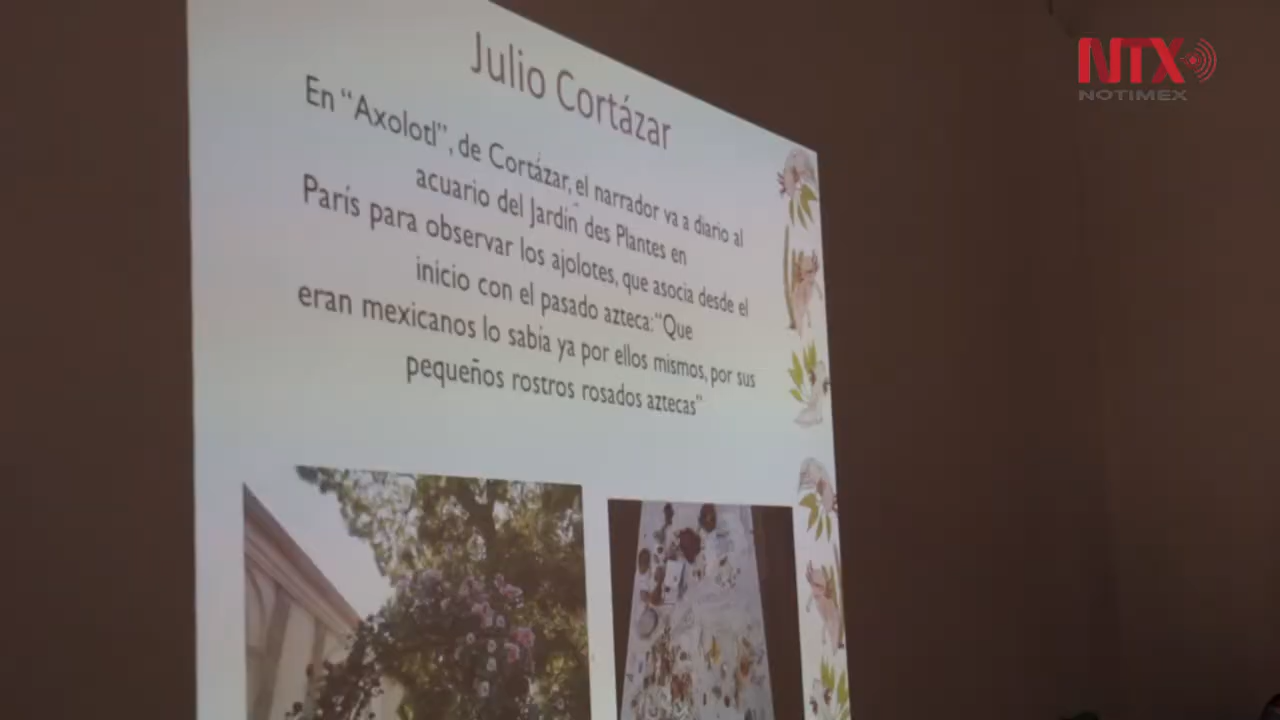 NTX
NOTIMEX
Julio Cortázar
En “Axolotl”, de Cortázar, el narrador va a diario al
acuario del Jardín des Plantes en
París para observar los ajolotes, que asocia desde el
inicio con el pasado azteca: “Que
eran mexicanos lo sabía ya por ellos mismos, por sus
pequeños rostros rosados aztecas”